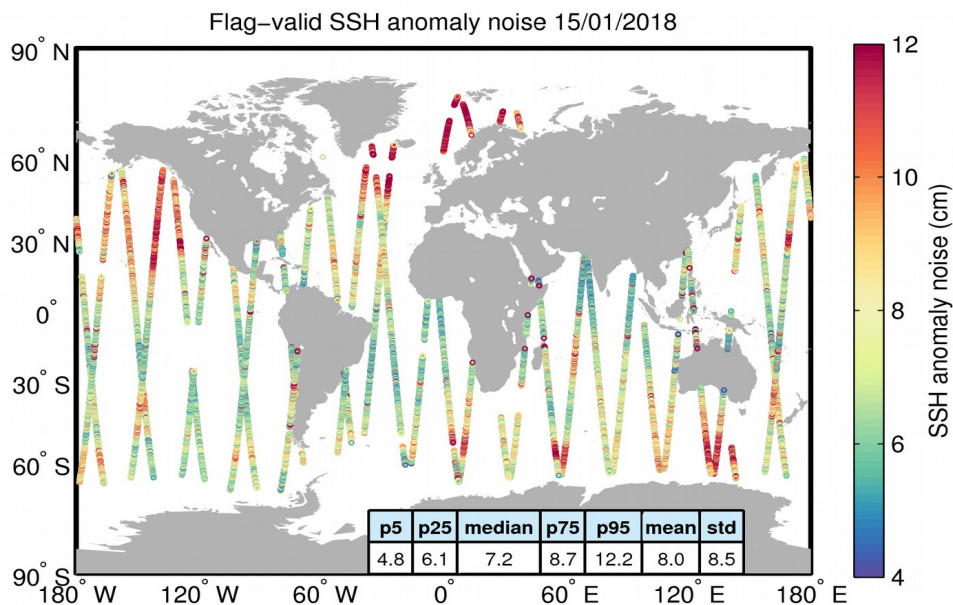 Flag−valid SSH anomaly noise 15/01/2018
90° N
60° N
30° N
0°
30° S
60° S
90° S
180° W
120° W
60° W
0°
60° E
120° E
180° E
p5 p25 median p75 p95 mean std
4.8 6.1 7.2 8.7 12.2 8.0 8.5
12
10
8
6
4
SSH anomaly noise (cm)